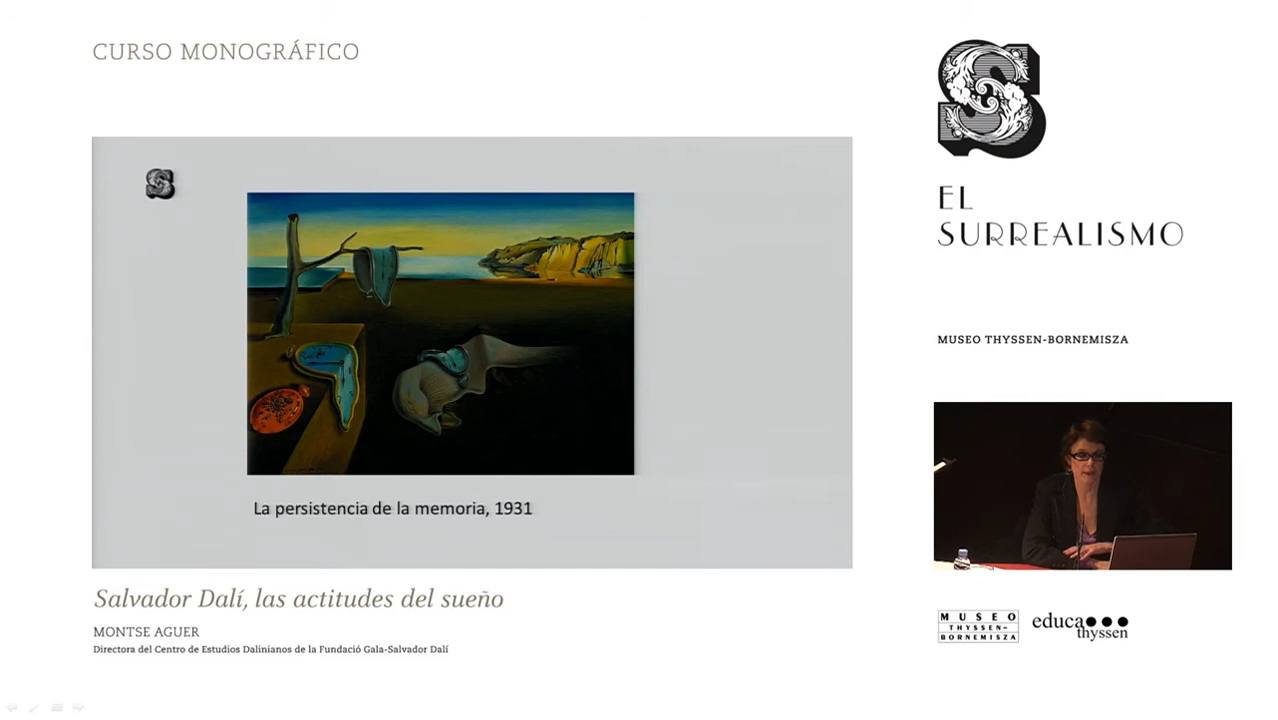 CURSO MONOGRÁFICO
S
EL
SURREALISMO
S
MUSEO THYSSEN-BORNEMISZA
La persistencia de la memoria, 1931
Salvador Dalí, las actitudes del sueño
MONTSE AGUER
Directora del Centro de Estudios Dalinianos de la Fundació Gala-Salvador Dalí
MUSEO
THYSSEN-
BORNEMISZA
educa
thyssen